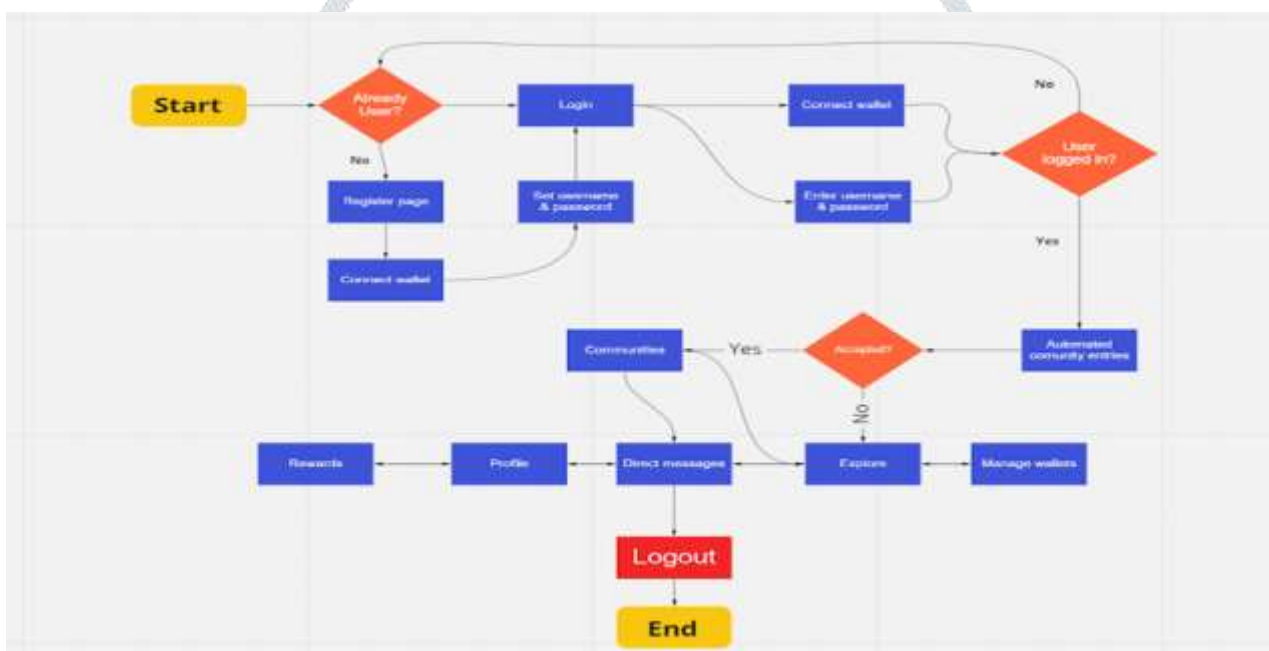 No
Start
Already
User?
Login
Connect wallet
User
logged in?
No
Register page
Set username
& password
Enter username
& password
Yes
Connect wallet
Communities
Yes
Accepted?
Automated
comunity entries
No
Rewards
Profile
Direct messages
Explore
Manage wallets
Logout
End